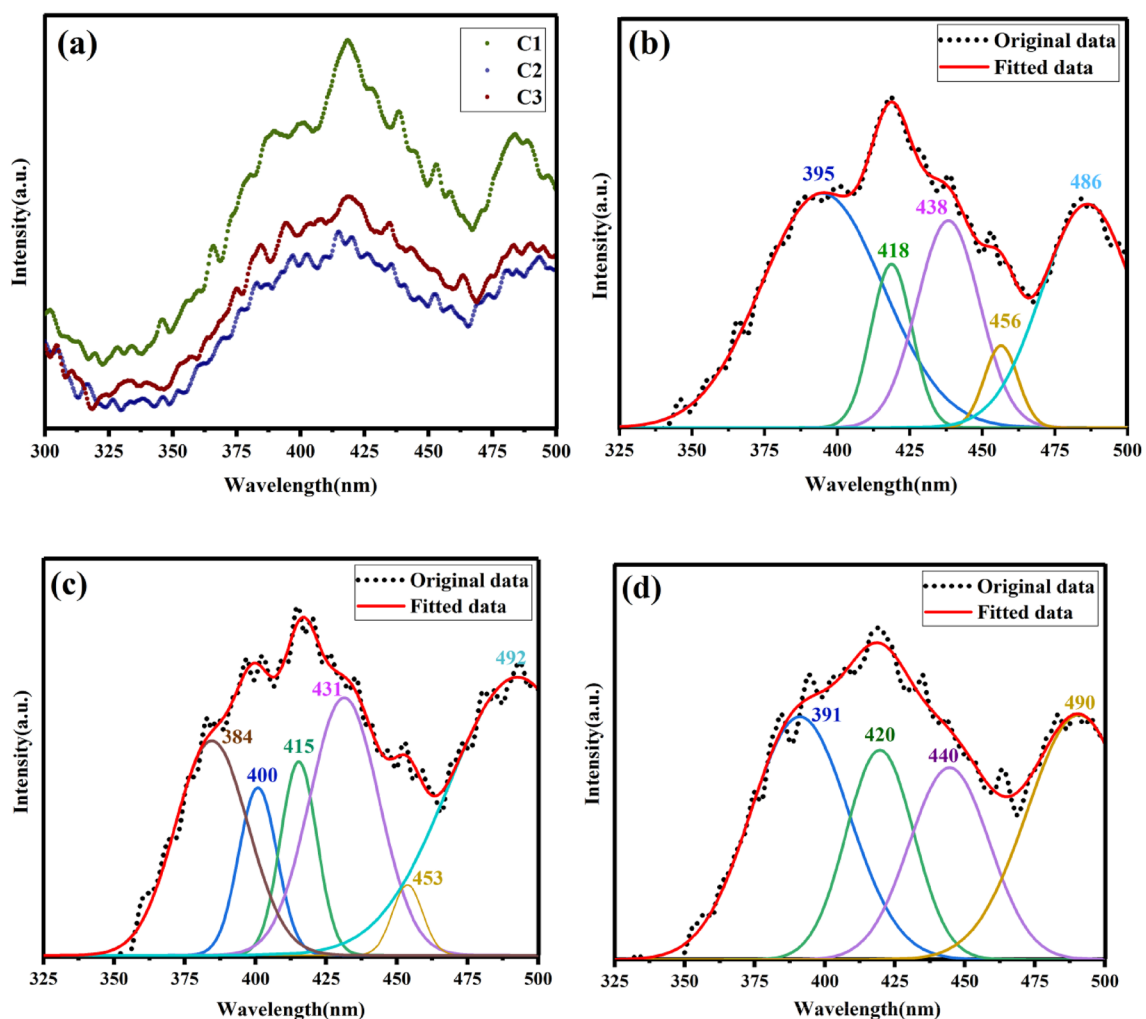 (a)
C1
C2
C3
Intensity(a.u.)
300 325 350 375 400 425 450 475 500
Wavelength(nm)
(b)
Original data
Fitted data
395
418
438
456
486
Intensity(a.u.)
325 350 375 400 425 450 475 500
Wavelength(nm)
(c)
Original data
Fitted data
384
400
415
431
453
492
Intensity(a.u.)
325 350 375 400 425 450 475 500
Wavelength(nm)
(d)
Original data
Fitted data
391
420
440
490
Intensity(a.u.)
325 350 375 400 425 450 475 500
Wavelength(nm)